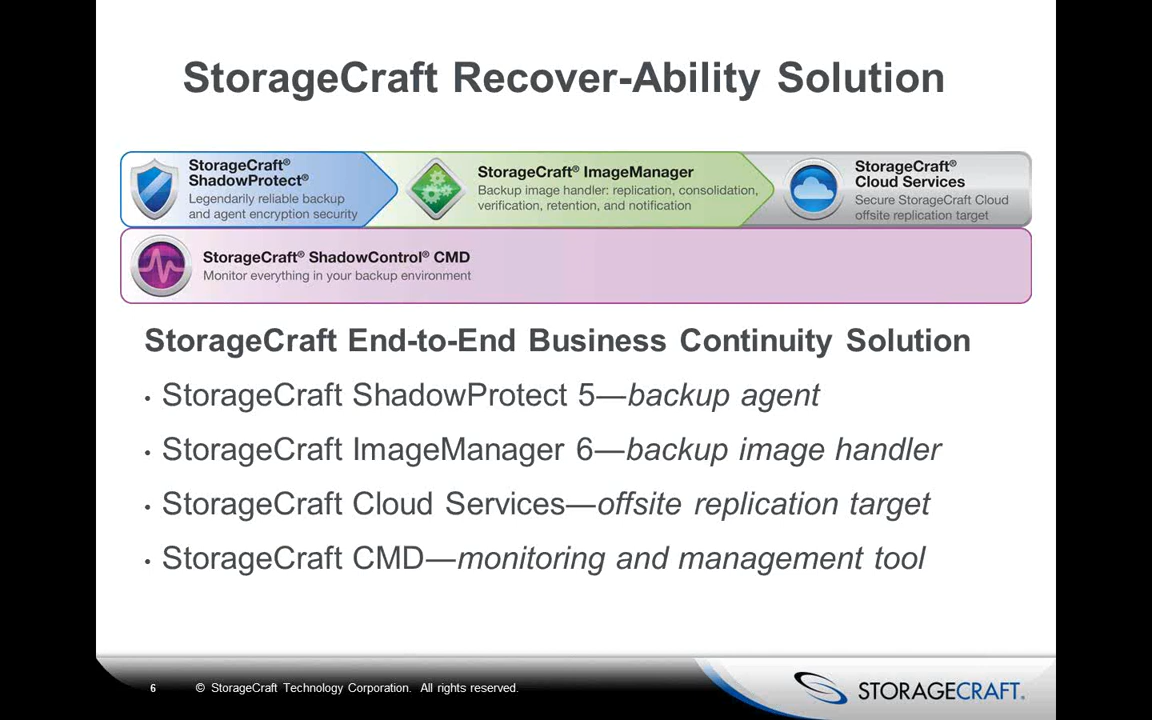 StorageCraft Recover-Ability Solution
StorageCraft®
ShadowProtect®
Legendarily reliable backup
and agent encryption security
StorageCraft® ImageManager
Backup image handler: replication, consolidation,
verification, retention, and notification
StorageCraft®
Cloud Services
Secure StorageCraft Cloud
offsite replication target
StorageCraft® ShadowControl® CMD
Monitor everything in your backup environment
StorageCraft End-to-End Business Continuity Solution
• StorageCraft ShadowProtect 5—backup agent
• StorageCraft ImageManager 6—backup image handler
• StorageCraft Cloud Services—offsite replication target
• StorageCraft CMD—monitoring and management tool
6 © StorageCraft Technology Corporation. All rights reserved.
STORAGECRAFT®